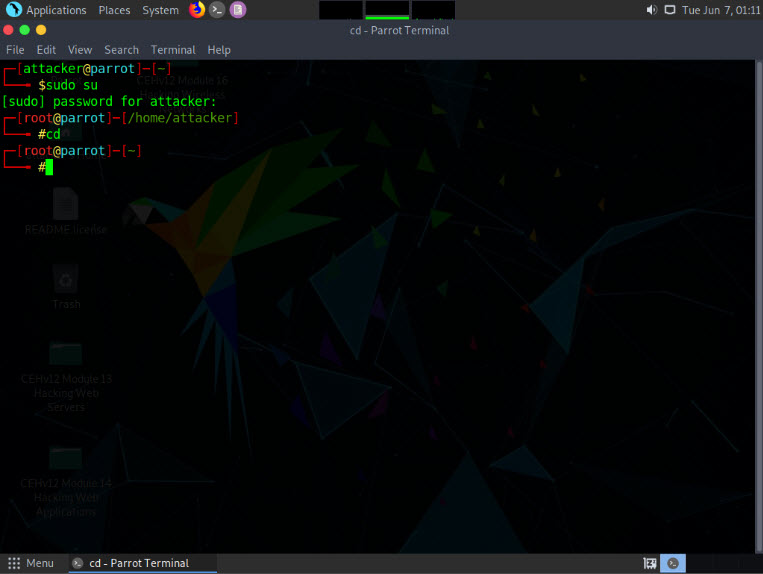 Applications Places System Tue Jun 7, 01:11
cd - Parrot Terminal
File Edit View Search Terminal Help
┌─[attacker@parrot]─[~]
└──╼ $sudo su
[sudo] password for attacker:
┌─[root@parrot]─[/home/attacker]
└──╼ #cd
┌─[root@parrot]─[~]
└──╼ #
CEHv12 Module 16
Hacking Wireless
README.license
Trash
CEHv12 Module 13
Hacking Web
Servers
CEHv12 Module 14
Hacking Web
Applications
Menu cd - Parrot Terminal